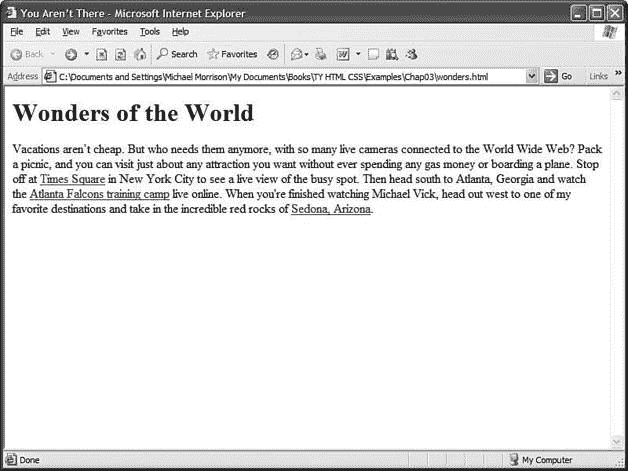 You Aren't There - Microsoft Internet Explorer
File Edit View Favorites Tools Help
Back Search Favorites
Address C:\Documents and Settings\Michael Morrison\My Documents\Books\TY HTML CSS\Examples\Chap03\wonders.html Go Links »
Wonders of the World
Vacations aren't cheap. But who needs them anymore, with so many live cameras connected to the World Wide Web? Pack
a picnic, and you can visit just about any attraction you want without ever spending any gas money or boarding a plane. Stop
off at Times Square in New York City to see a live view of the busy spot. Then head south to Atlanta, Georgia and watch
the Atlanta Falcons training camp live online. When you're finished watching Michael Vick, head out west to one of my
favorite destinations and take in the incredible red rocks of Sedona, Arizona.
Done My Computer